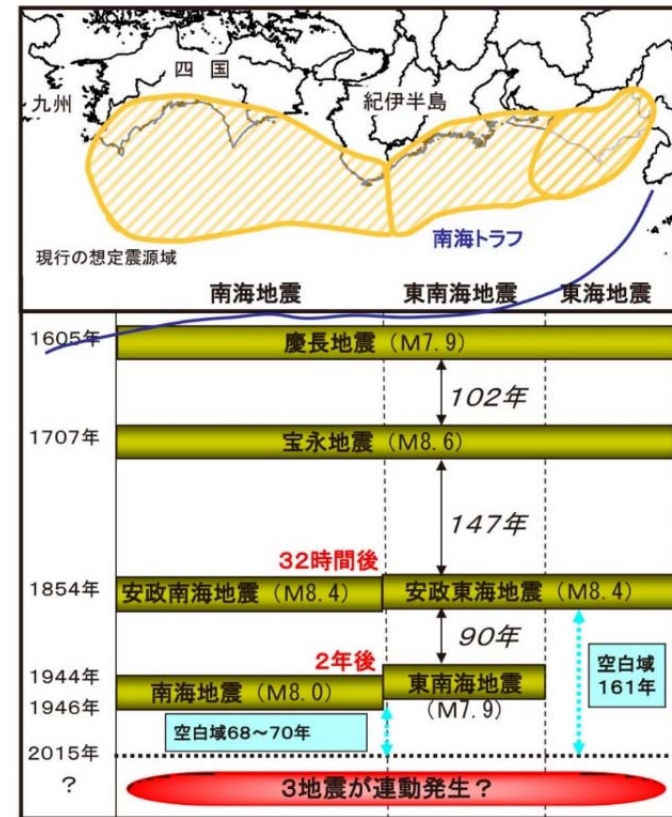 四国
九州
紀伊半島
南海トラフ
現行の想定震源域
南海地震
東南海地震
東海地震
1605年
慶長地震（M7.9）
102年
1707年
宝永地震（M8.6）
147年
32時間後
1854年
安政南海地震（M8.4）
安政東海地震（M8.4）
90年
2年後
空白域
161年
1944年
南海地震（M8.0）
東南海地震
（M7.9）
1946年
空白域68～70年
2015年
?
3地震が連動発生？